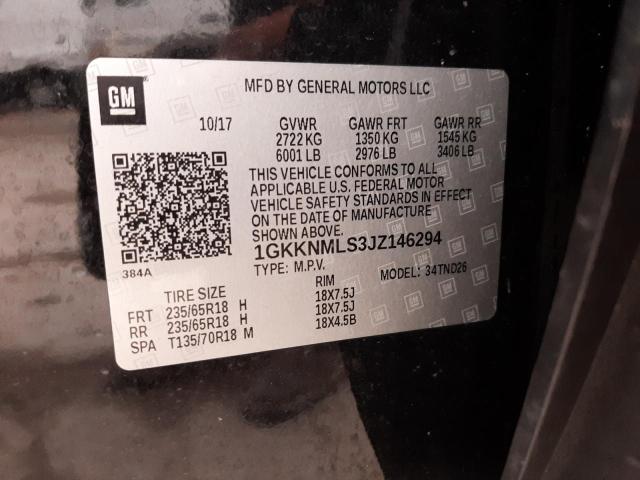 GM
MFD BY GENERAL MOTORS LLC
10/17 GVWR GAWR FRT GAWR RR
2722 KG 1350 KG 1545 KG
6001 LB 2976 LB 3406 LB
THIS VEHICLE CONFORMS TO ALL
APPLICABLE U.S. FEDERAL MOTOR
VEHICLE SAFETY STANDARDS IN EFFECT
ON THE DATE OF MANUFACTURE
SHOWN ABOVE.
1GKKNMLS3JZ146294
384A TYPE: M.P.V. MODEL: 34TND26
TIRE SIZE RIM
FRT 235/65R18 H 18X7.5J
RR 235/65R18 H 18X7.5J
SPA T135/70R18 M 18X4.5B